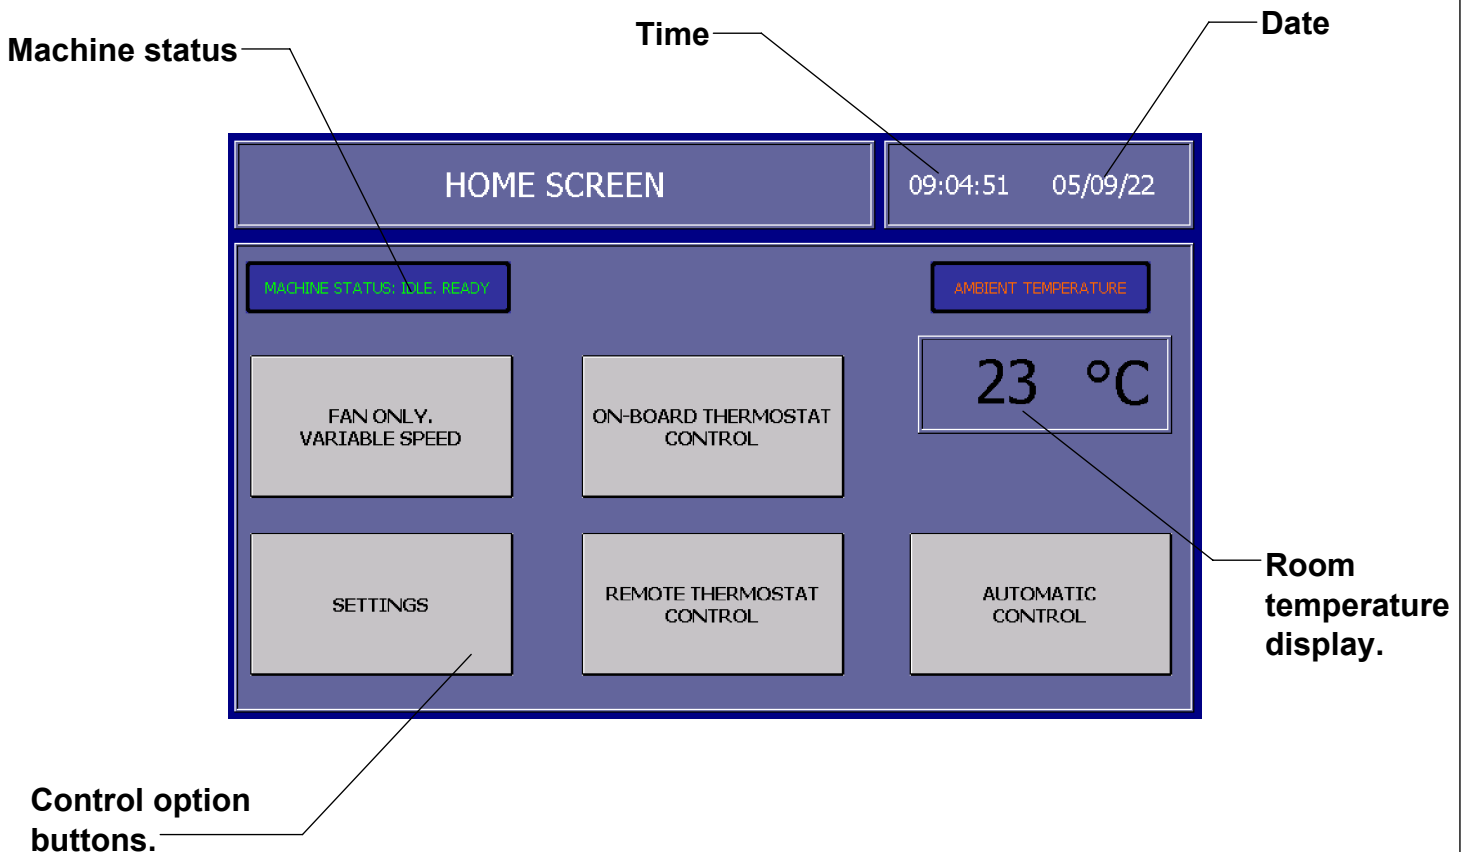 Machine status
Time
Date
HOME SCREEN
09:04:51 05/09/22
MACHINE STATUS: IDLE. READY
AMBIENT TEMPERATURE
23 °C
FAN ONLY.
VARIABLE SPEED
ON-BOARD THERMOSTAT
CONTROL
SETTINGS
REMOTE THERMOSTAT
CONTROL
AUTOMATIC
CONTROL
Room
temperature
display.
Control option
buttons.